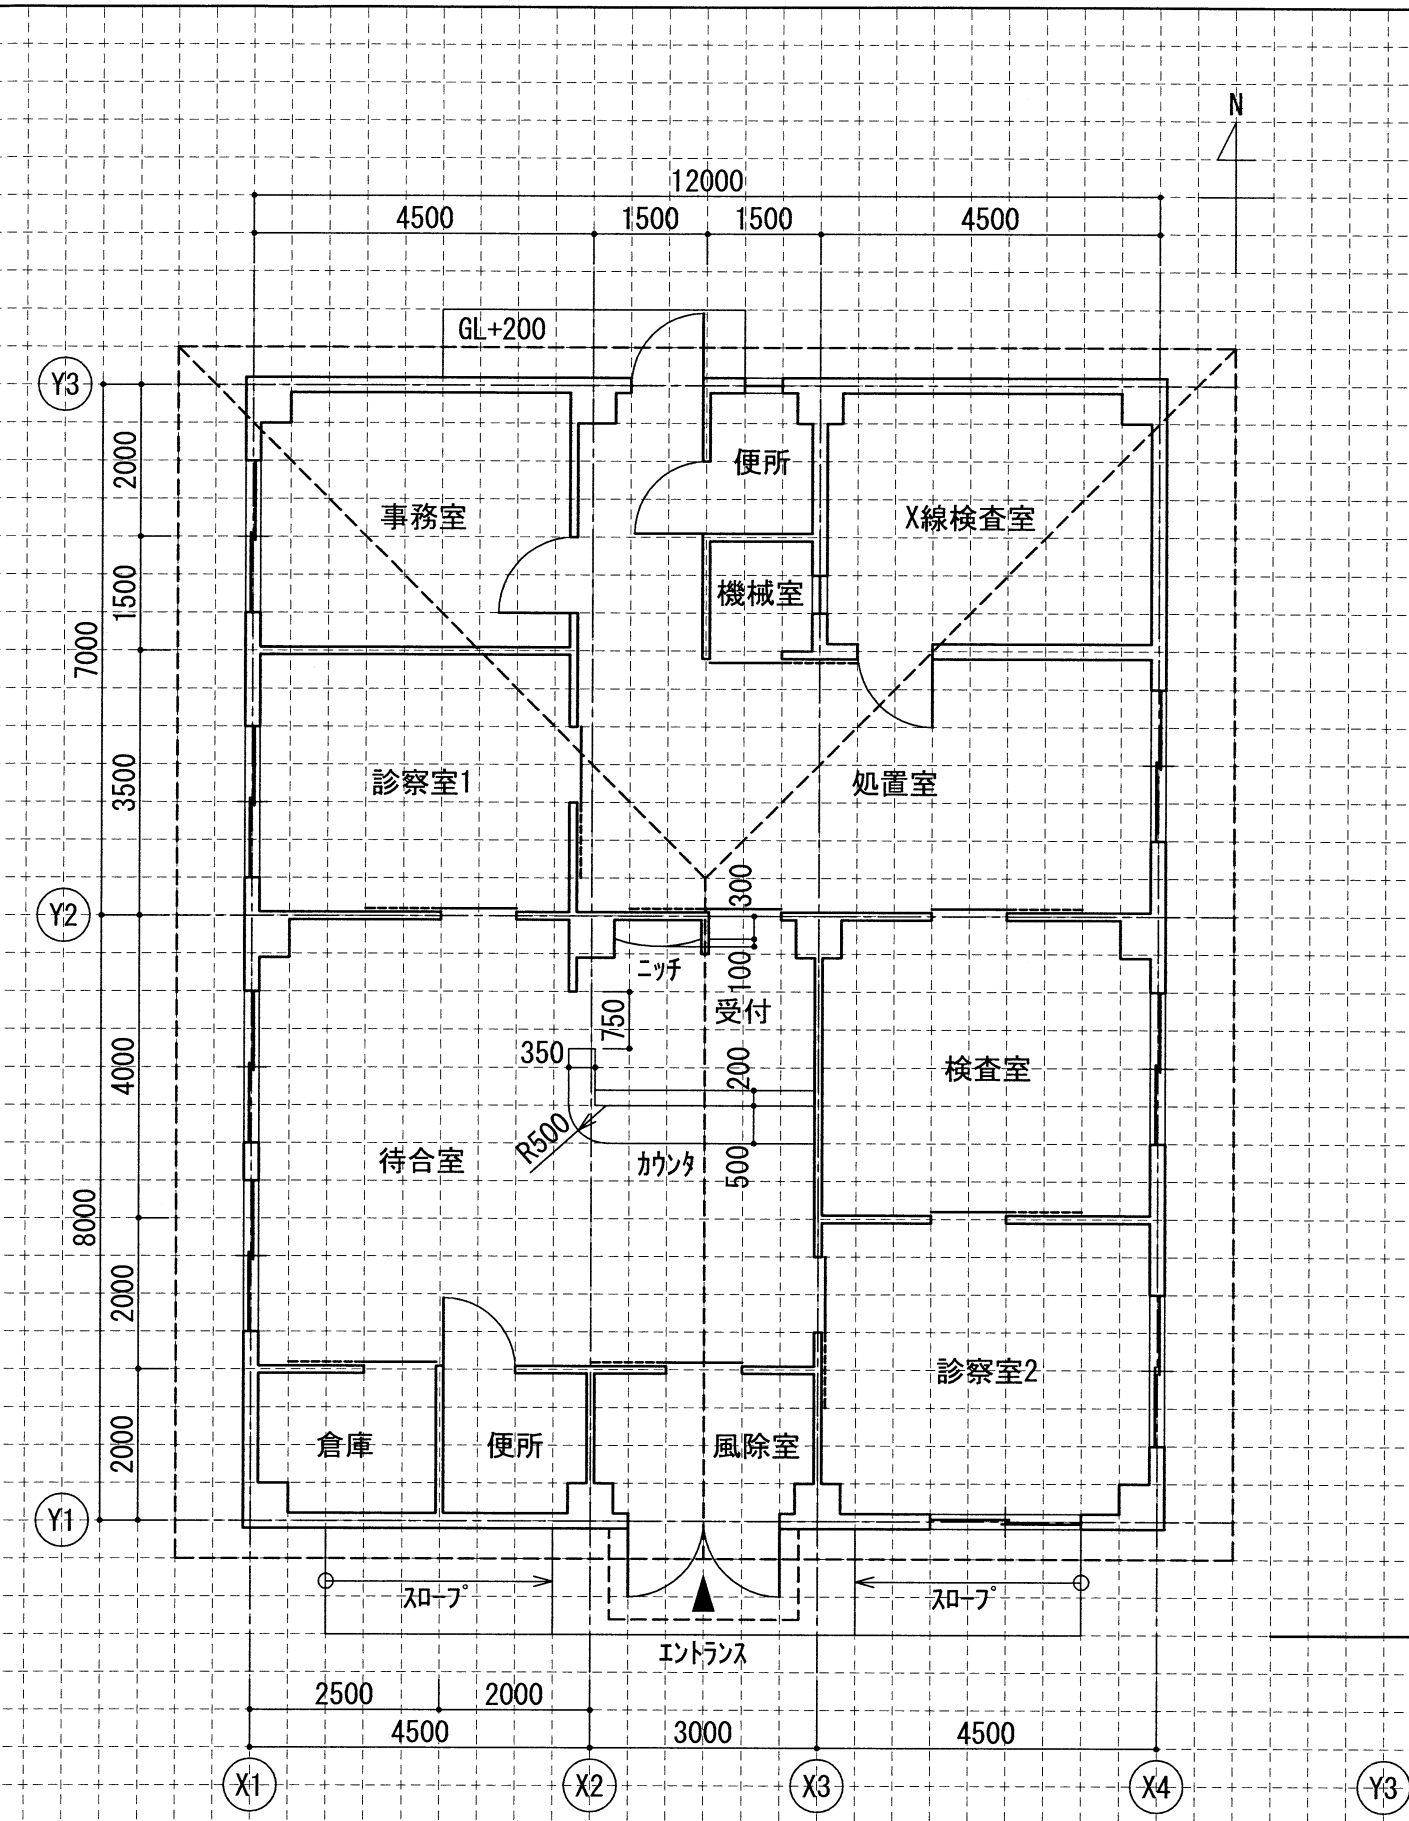 N
12000
4500
1500
1500
4500
GL+200
Y3
2000
便所
事務室
X線検査室
1500
機械室
7000
3500
診察室1
処置室
300
Y2
ニッチ
100
受付
750
350
200
4000
検査室
R500
待合室
カウンタ
500
8000
2000
診察室2
2000
倉庫
便所
風除室
Y1
スロープ
スロープ
エントランス
2500
2000
4500
3000
4500
X1
X2
X3
X4
Y3